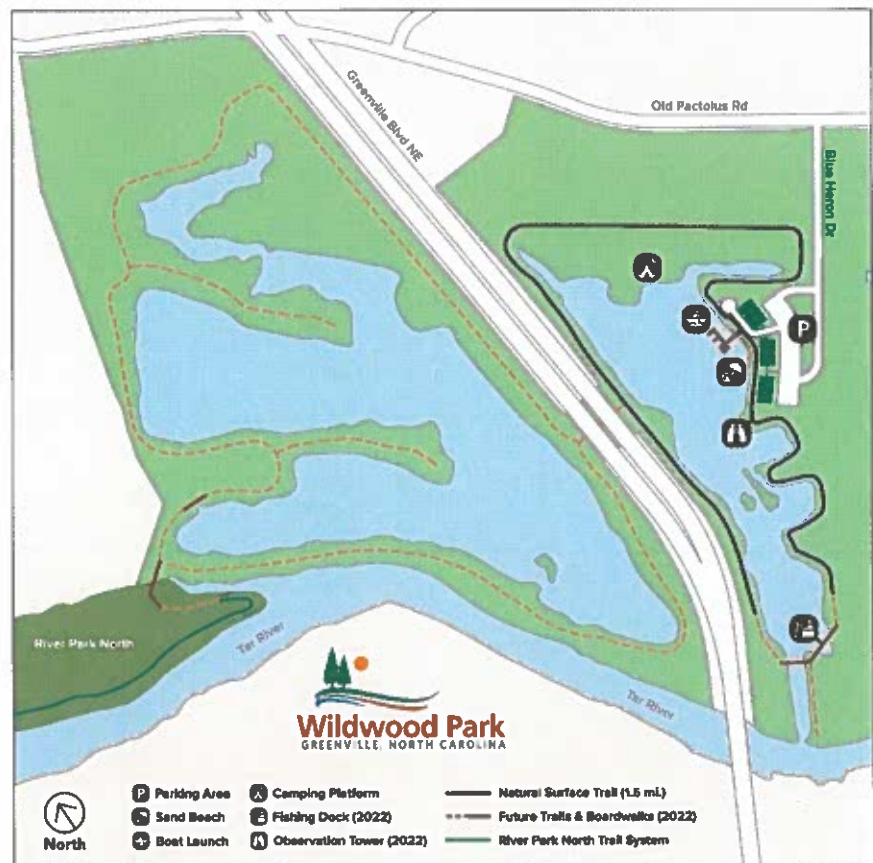 Greenville Blvd NE
Old Pactolus Rd
Blue Heron Dr
P
River Park North
Tar River
Tar River
Wildwood Park
GREENVILLE, NORTH CAROLINA
North
P Parking Area
Sand Beach
Boat Launch
Camping Platform
Fishing Dock (2022)
Observation Tower (2022)
Natural Surface Trail (1.5 mi.)
Future Trails & Boardwalks (2022)
River Park North Trail System